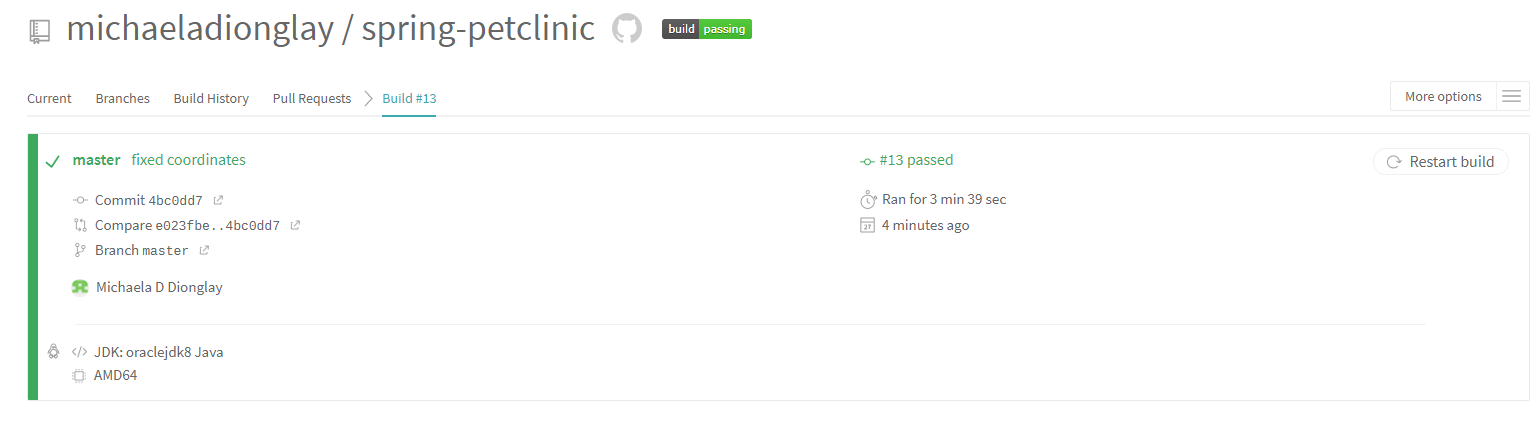 michaeladionglay / spring-petclinic build passing
Current Branches Build History Pull Requests Build #13 More options
master fixed coordinates #13 passed Restart build
Commit 4bc0dd7 Ran for 3 min 39 sec
Compare e023fbe..4bc0dd7 27 4 minutes ago
Branch master
Michaela D Dionglay
</> JDK: oraclejdk8 Java
AMD64